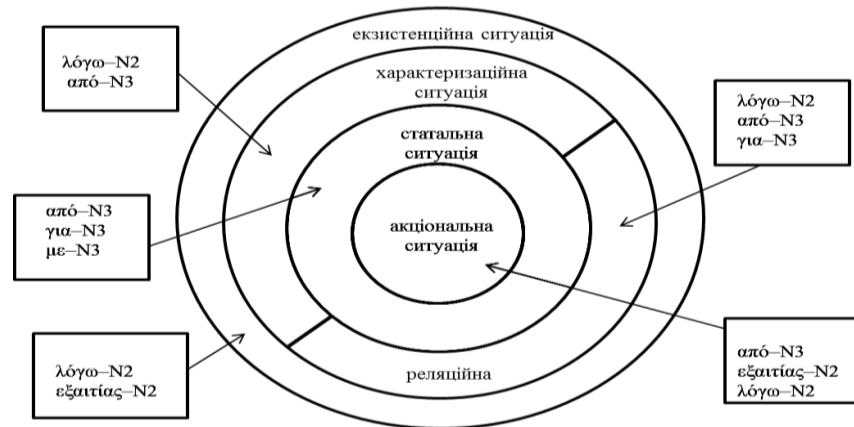 екзистенційна ситуація
характеризаційна
ситуація
статальна
ситуація
акціональна
ситуація
реляційна
λόγω–N2
από–N3
από–N3
για–N3
με–N3
λόγω–N2
εξαιτίας–N2
λόγω–N2
από–N3
για–N3
από–N3
εξαιτίας–N2
λόγω–N2